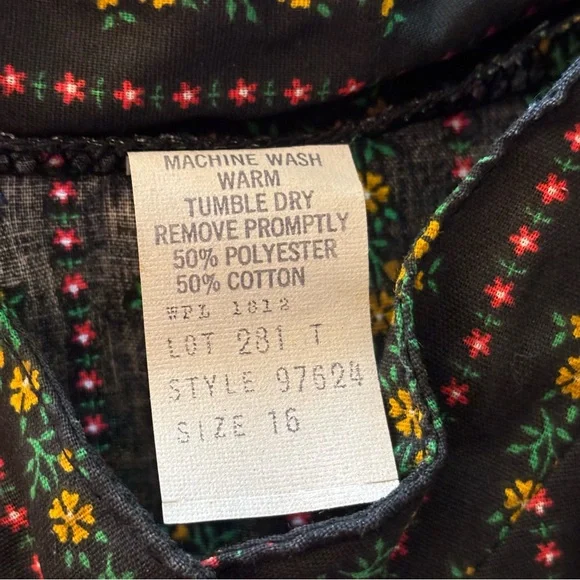 MACHINE WASH
WARM
TUMBLE DRY
REMOVE PROMPTLY
50% POLYESTER
50% COTTON
WPL 1812
LOT 281 T
STYLE 97624
SIZE 16